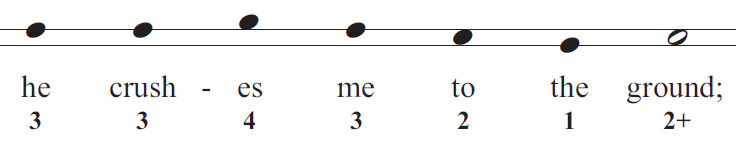 he crush - es me to the ground;
3 3 4 3 2 1 2+